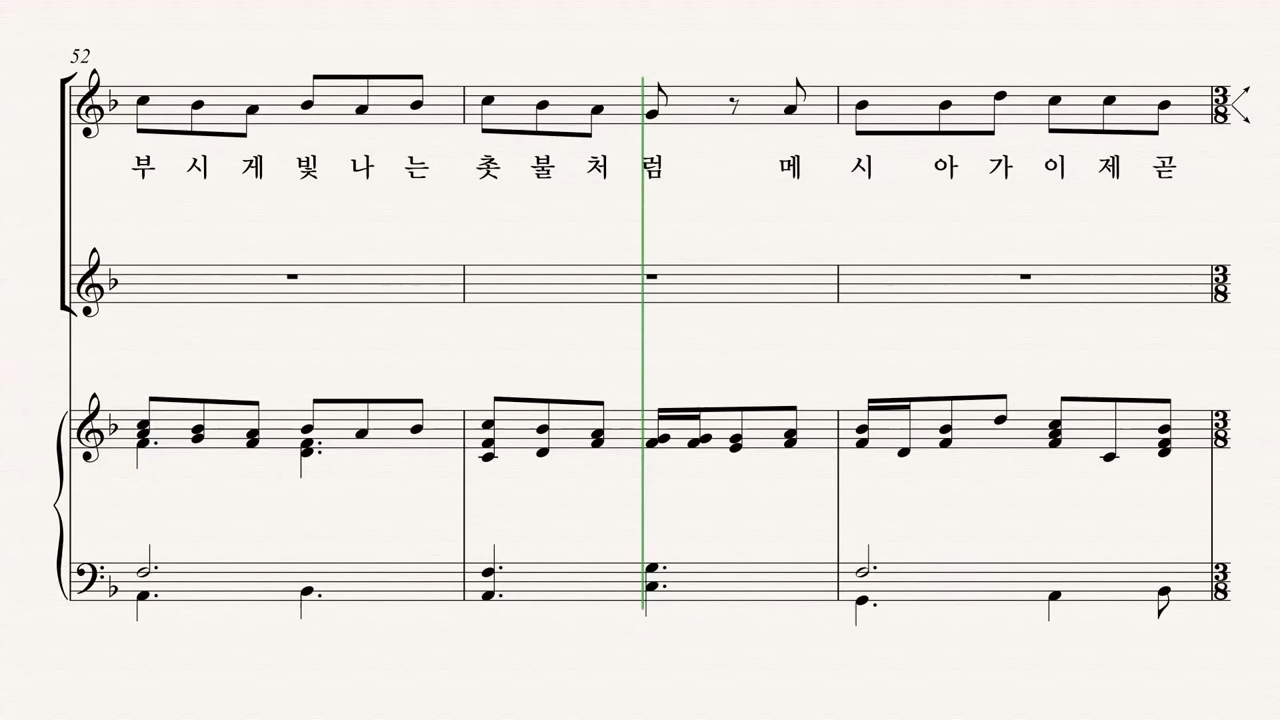 52
부 시 게 빛 나 는 촛 불 처 럼 메 시 아 가 이 제 곧